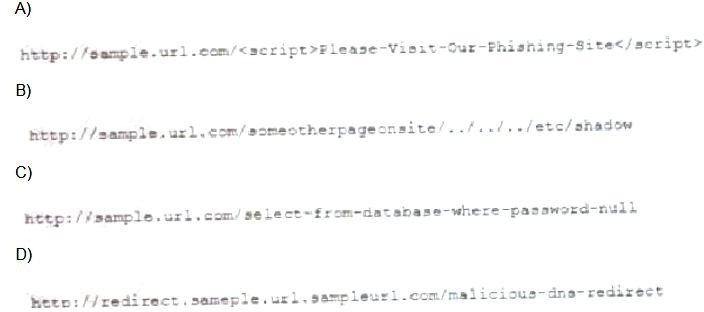 A)
http://sample.url.com/<script>Please-Visit-Our-Phishing-Site</script>
B)
http://sample.url.com/someotherpageonsite/../../../etc/shadow
C)
http://sample.url.com/select-from-database-where-password-null
D)
http://redirect.sameple.url.sampleurl.com/malicious-dns-redirect